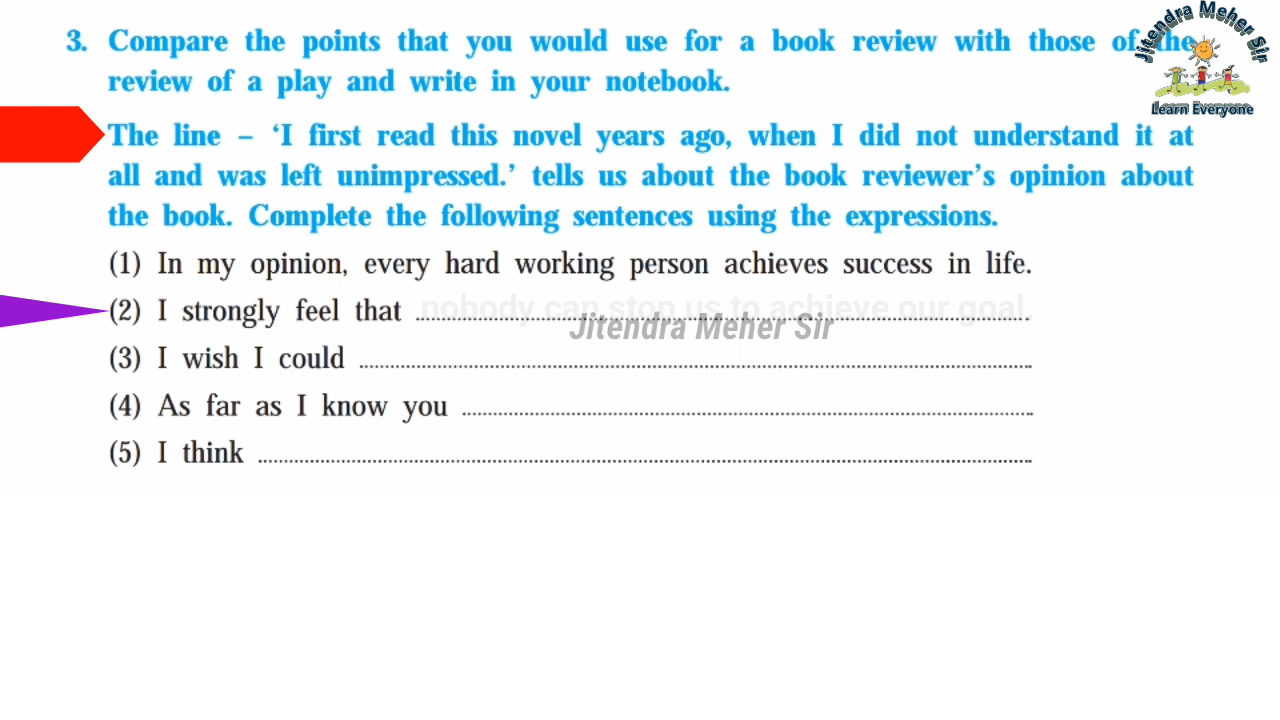 Jitendra Meher Sir
Learn Everyone
3. Compare the points that you would use for a book review with those of the
review of a play and write in your notebook.
The line – ‘I first read this novel years ago, when I did not understand it at
all and was left unimpressed.’ tells us about the book reviewer’s opinion about
the book. Complete the following sentences using the expressions.
(1) In my opinion, every hard working person achieves success in life.
(2) I strongly feel that nobody can stop us to achieve our goal.
Jitendra Meher Sir
(3) I wish I could ........................
(4) As far as I know you ........................
(5) I think ........................